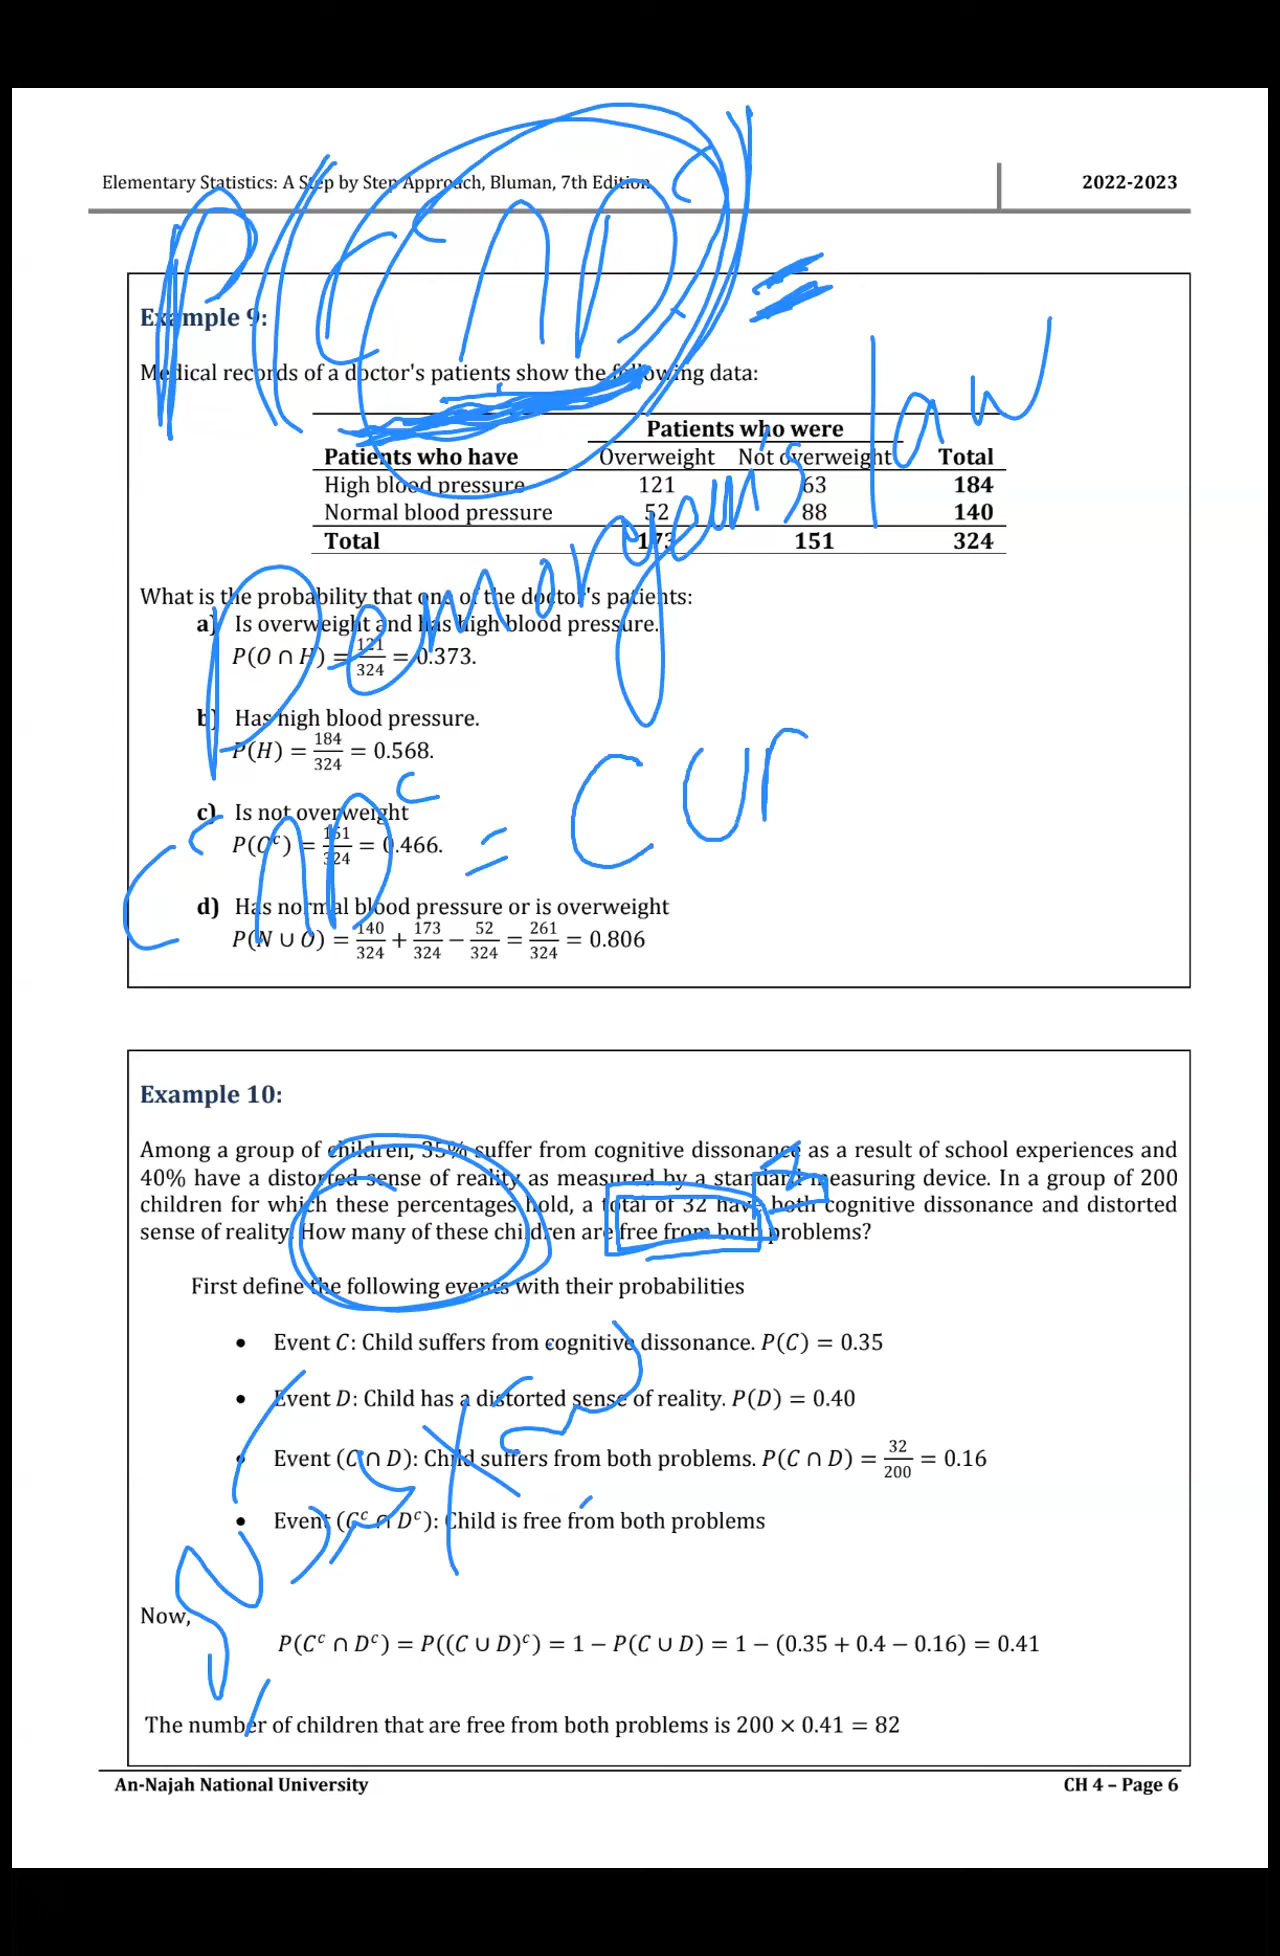 Elementary Statistics: A Step by Step Approach, Bluman, 7th Edition 2022-2023
P(Cᶜ ∩ Dᶜ) =
Example 9:
Medical records of a doctor's patients show the following data:
Patients who were
Patients who have Overweight Not overweight Total
High blood pressure 121 63 184
Normal blood pressure 52 88 140
Total 173 151 324
law
What is the probability that one of the doctor's patients:
a) Is overweight and has high blood pressure.
P(O ∩ H) = 121/324 = 0.373.
b) Has high blood pressure.
P(H) = 184/324 = 0.568.
c) Is not overweight
P(Oᶜ) = 151/324 = 0.466.
Cᶜ ∩ Dᶜ =
d) Has normal blood pressure or is overweight
P(N ∪ O) = 140/324 + 173/324 − 52/324 = 261/324 = 0.806
Example 10:
Among a group of children, 35% suffer from cognitive dissonance as a result of school experiences and
40% have a distorted sense of reality as measured by a standard measuring device. In a group of 200
children for which these percentages hold, a total of 32 have both cognitive dissonance and distorted
sense of reality. How many of these children are free from both problems?
First define the following events with their probabilities
• Event C: Child suffers from cognitive dissonance. P(C) = 0.35
• Event D: Child has a distorted sense of reality. P(D) = 0.40
• Event (C ∩ D): Child suffers from both problems. P(C ∩ D) = 32/200 = 0.16
• Event (Cᶜ ∩ Dᶜ): Child is free from both problems
Now,
P(Cᶜ ∩ Dᶜ) = P((C ∪ D)ᶜ) = 1 − P(C ∪ D) = 1 − (0.35 + 0.4 − 0.16) = 0.41
The number of children that are free from both problems is 200 × 0.41 = 82
An-Najah National University CH 4 – Page 6